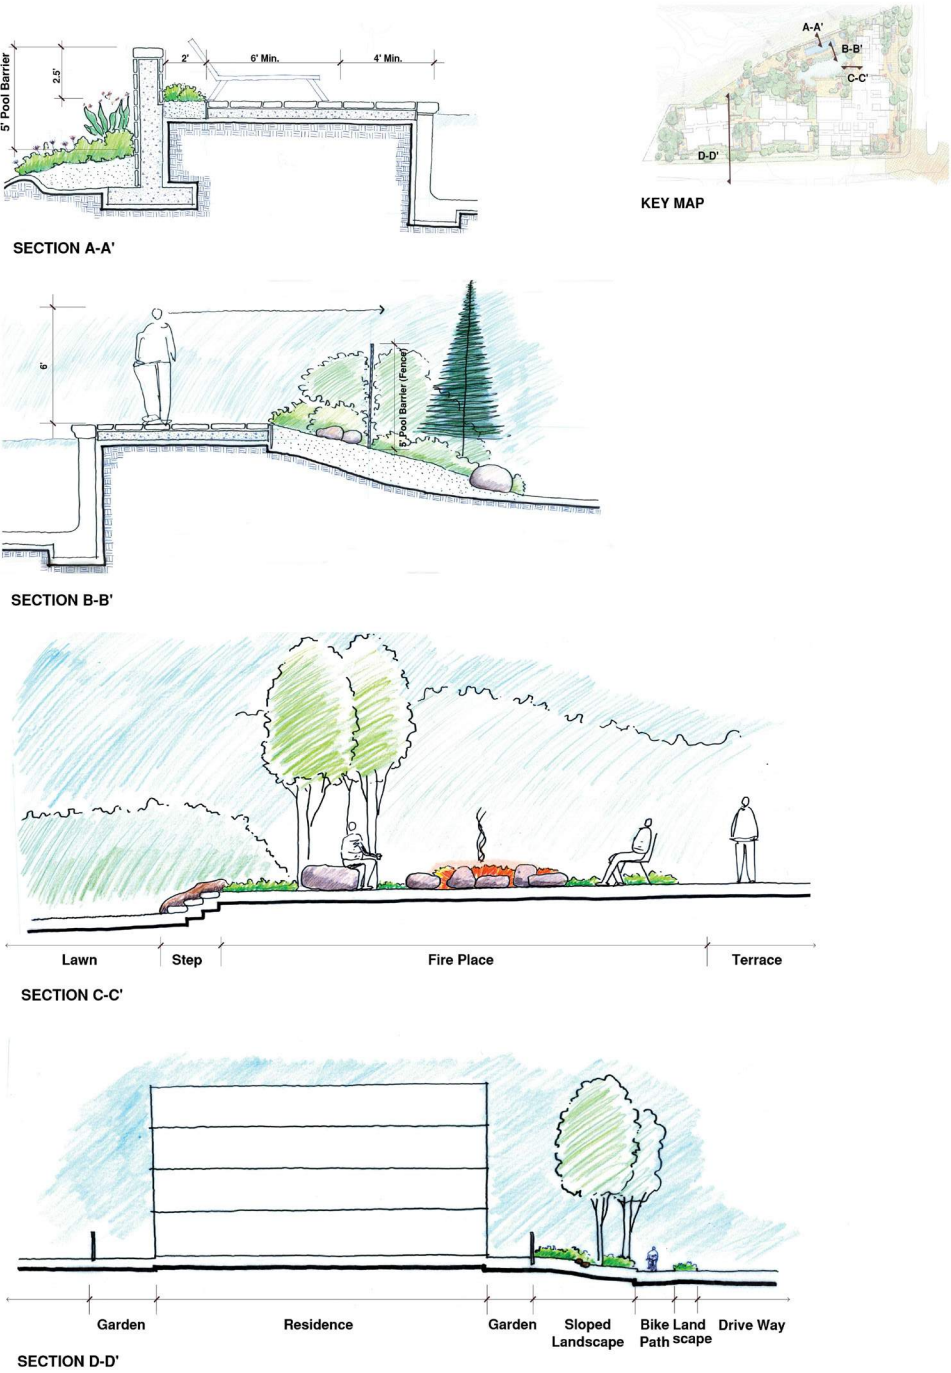 5' Pool Barrier
2.5'
2'
6' Min.
4' Min.
SECTION A-A'
A-A'
B-B'
C-C'
D-D'
KEY MAP
6'
5' Pool Barrier (Fence)
SECTION B-B'
Lawn
Step
Fire Place
Terrace
SECTION C-C'
Garden
Residence
Garden
Sloped
Landscape
Bike
Path
Land
scape
Drive Way
SECTION D-D'